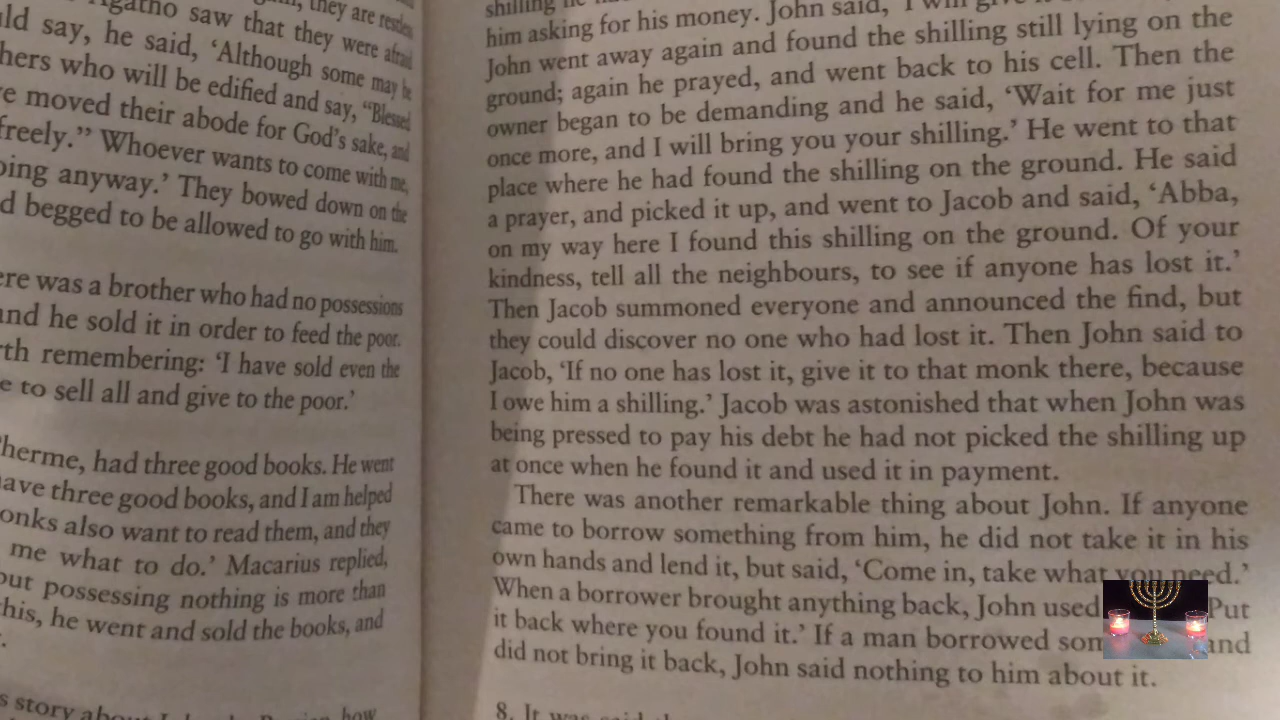 they are restless
Agatho saw that they were afraid
say, he said, ‘Although some may be
who will be edified and say, “Blessed
moved their abode for God’s sake, and
freely.” Whoever wants to come with me,
anyway.’ They bowed down on the
begged to be allowed to go with him.
was a brother who had no possessions
and he sold it in order to feed the poor.
remembering: ‘I have sold even the
to sell all and give to the poor.’
had three good books. He went
three good books, and I am helped
also want to read them, and they
me what to do.’ Macarius replied,
possessing nothing is more than
this, he went and sold the books, and
story about
how
shilling he
him asking for his money. John said, ‘I will
John went away again and found the shilling still lying on the
ground; again he prayed, and went back to his cell. Then the
owner began to be demanding and he said, ‘Wait for me just
once more, and I will bring you your shilling.’ He went to that
place where he had found the shilling on the ground. He said
a prayer, and picked it up, and went to Jacob and said, ‘Abba,
on my way here I found this shilling on the ground. Of your
kindness, tell all the neighbours, to see if anyone has lost it.’
Then Jacob summoned everyone and announced the find, but
they could discover no one who had lost it. Then John said to
Jacob, ‘If no one has lost it, give it to that monk there, because
I owe him a shilling.’ Jacob was astonished that when John was
being pressed to pay his debt he had not picked the shilling up
at once when he found it and used it in payment.
There was another remarkable thing about John. If anyone
came to borrow something from him, he did not take it in his
own hands and lend it, but said, ‘Come in, take what you need.’
When a borrower brought anything back, John used Put
it back where you found it.’ If a man borrowed and
did not bring it back, John said nothing to him about it.
8. It was said